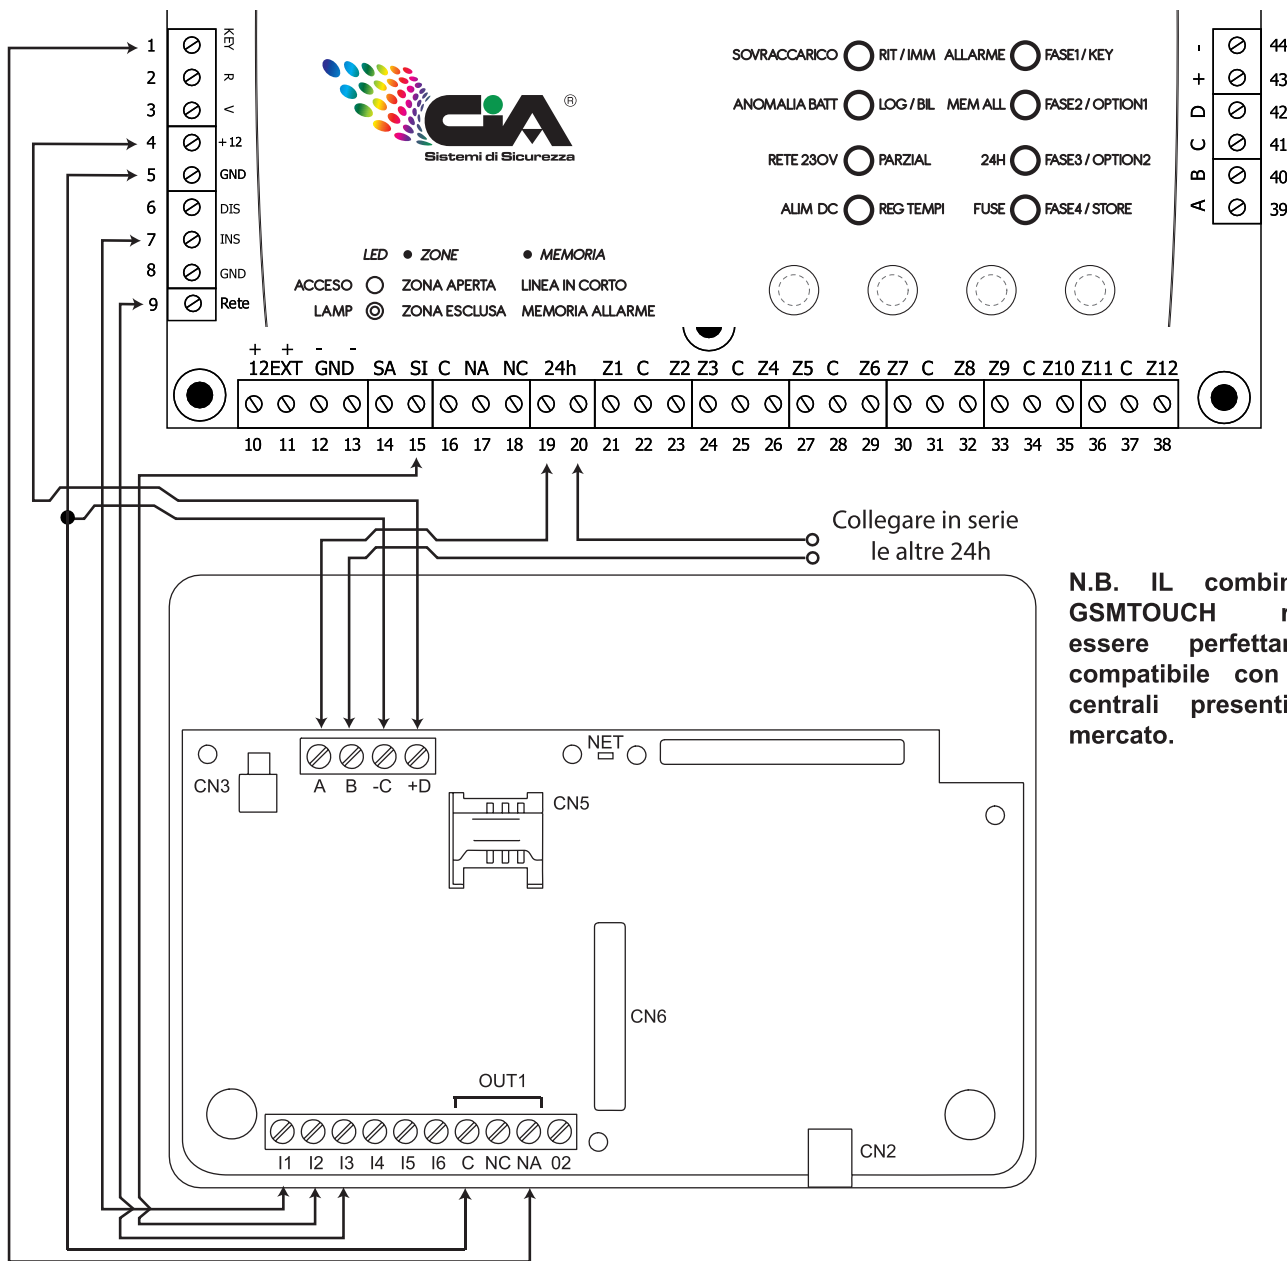 1 KEY
2 R
3 V
4 +12
5 GND
6 DIS
7 INS
8 GND
9 Rete
CiA ®
Sistemi di Sicurezza
SOVRACCARICO RIT / IMM ALLARME FASE1/ KEY
ANOMALIA BATT LOG / BIL MEM ALL FASE2 / OPTION1
RETE 230V PARZIAL 24H FASE3 / OPTION2
ALIM DC REG TEMPI FUSE FASE4 / STORE
LED ZONE MEMORIA
ACCESO ZONA APERTA LINEA IN CORTO
LAMP ZONA ESCLUSA MEMORIA ALLARME
- 44
+ 43
D 42
C 41
B 40
A 39
+ + - -
12 EXT GND SA SI C NA NC 24h Z1 C Z2 Z3 C Z4 Z5 C Z6 Z7 C Z8 Z9 C Z10 Z11 C Z12
10 11 12 13 14 15 16 17 18 19 20 21 22 23 24 25 26 27 28 29 30 31 32 33 34 35 36 37 38
Collegare in serie
le altre 24h
N.B. IL
GSMTOUCH
essere
compatibile con
centrali presenti
mercato.
NET
CN3
A B -C +D
CN5
CN6
OUT1
I1 I2 I3 I4 I5 I6 C NC NA 02
CN2